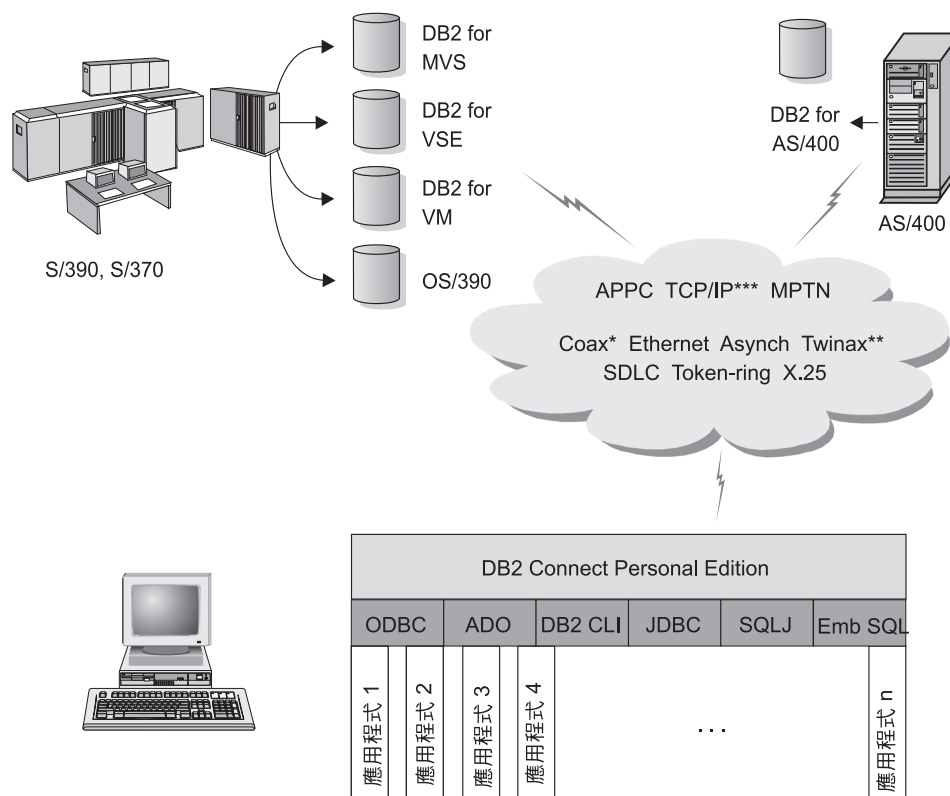 DB2 for
MVS
DB2 for
VSE
DB2 for
VM
OS/390
S/390, S/370
DB2 for
AS/400
AS/400
APPC TCP/IP*** MPTN
Coax* Ethernet Asynch Twinax**
SDLC Token-ring X.25
DB2 Connect Personal Edition
ODBC ADO DB2 CLI JDBC SQLJ Emb SQL
應用程式 1
應用程式 2
應用程式 3
應用程式 4
...
應用程式 n